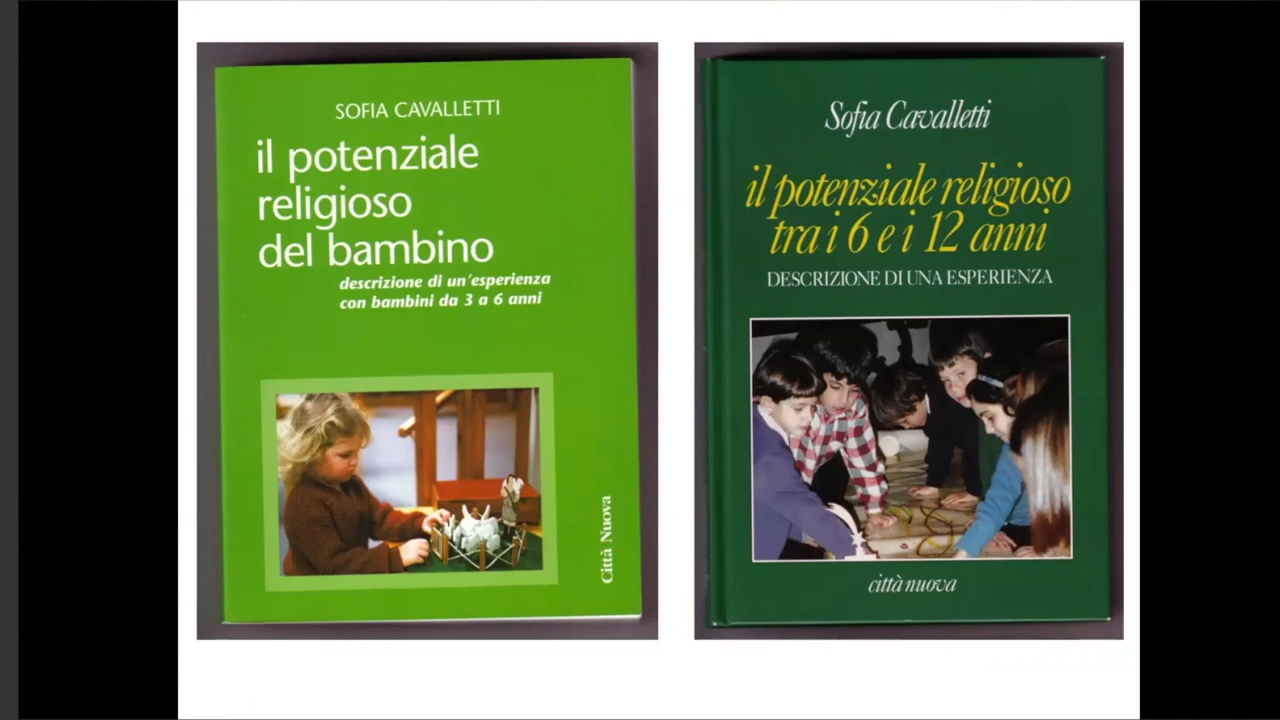 SOFIA CAVALLETTI
il potenziale
religioso
del bambino
descrizione di un'esperienza
con bambini da 3 a 6 anni
Città Nuova
Sofia Cavalletti
il potenziale religioso
tra i 6 e i 12 anni
DESCRIZIONE DI UNA ESPERIENZA
città nuova